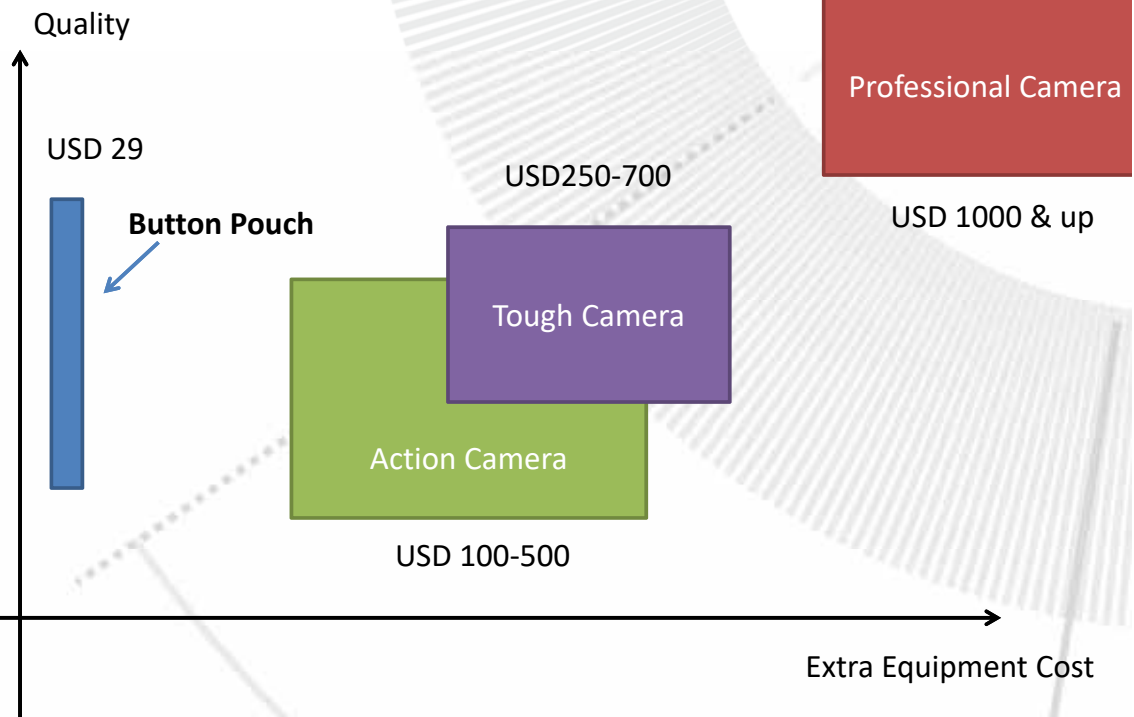 Quality
Professional Camera
USD 29
USD250-700
USD 1000 & up
Button Pouch
Tough Camera
Action Camera
USD 100-500
Extra Equipment Cost